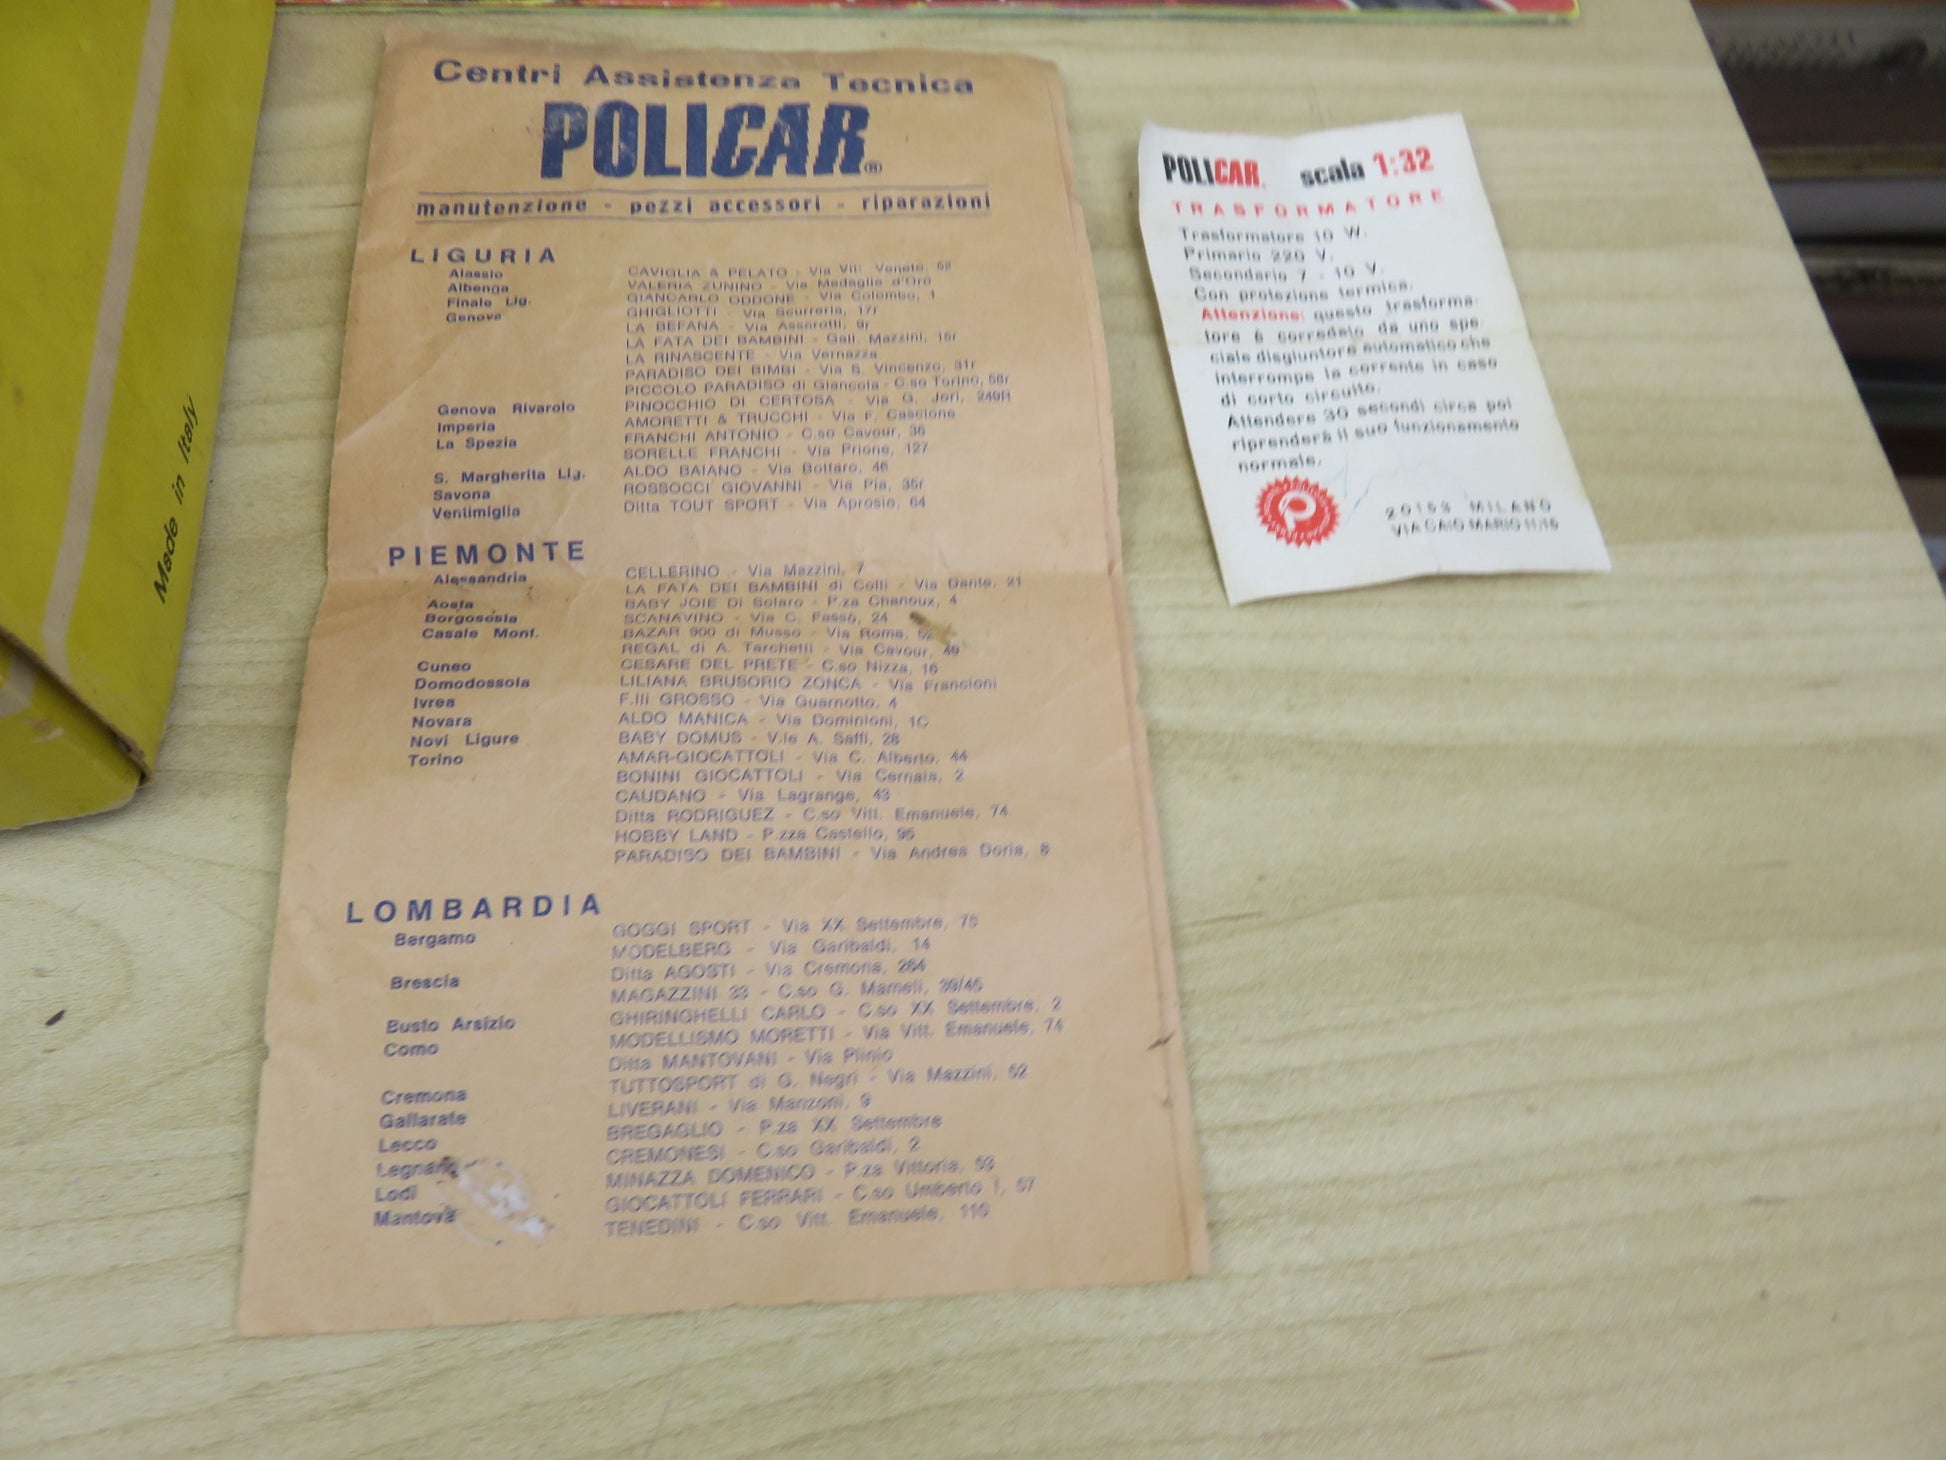 Made in Italy
Centri Assistenza Tecnica
POLICAR®
manutenzione - pezzi accessori - riparazioni
LIGURIA
Alassio CAVIGLIA & PELATO - Via Vitt. Veneto, 62
Albenga VALERIA ZUNINO - Via Medaglie d'Oro
Finale Lig. GIANCARLO ODDONE - Via Colombo, 1
Genova GHIGLIOTTI - Via Scurreria, 17r
LA BEFANA - Via Assarotti, 9r
LA FATA DEI BAMBINI - Gall. Mazzini, 15r
LA RINASCENTE - Via Vernazza
PARADISO DEI BIMBI - Via S. Vincenzo, 31r
PICCOLO PARADISO di Giancola - C.so Torino, 68r
Genova Rivarolo PINOCCHIO DI CERTOSA - Via G. Jori, 249R
Imperia AMORETTI & TRUCCHI - Via F. Cascione
La Spezia FRANCHI ANTONIO - C.so Cavour, 36
SORELLE FRANCHI - Via Prione, 127
S. Margherita Lig. ALDO BAIANO - Via Bottaro, 46
Savona ROSSOCCI GIOVANNI - Via Pia, 35r
Ventimiglia Ditta TOUT SPORT - Via Aprosio, 64
PIEMONTE
Alessandria CELLERINO - Via Mazzini, 7
LA FATA DEI BAMBINI di Colli - Via Dante, 21
Aosta BABY JOIE Di Solaro - P.za Chanoux, 4
Borgosesia SCANAVINO - Via C. Fassò, 24
Casale Monf. BAZAR 900 di Musso - Via Roma, 62
REGAL di A. Tarchetti - Via Cavour, 49
Cuneo CESARE DEL PRETE - C.so Nizza, 16
Domodossola LILIANA BRUSORIO ZONCA - Via Francioni
Ivrea F.lli GROSSO - Via Guarnotto, 4
Novara ALDO MANICA - Via Dominioni, 1C
Novi Ligure BABY DOMUS - V.le A. Saffi, 28
Torino AMAR-GIOCATTOLI - Via C. Alberto, 44
BONINI GIOCATTOLI - Via Cernaia, 2
CAUDANO - Via Lagrange, 43
Ditta RODRIGUEZ - C.so Vitt. Emanuele, 74
HOBBY LAND - P.zza Castello, 95
PARADISO DEI BAMBINI - Via Andrea Doria, 8
LOMBARDIA
Bergamo GOGGI SPORT - Via XX Settembre, 75
MODELBERG - Via Garibaldi, 14
Brescia Ditta AGOSTI - Via Cremona, 264
MAGAZZINI 33 - C.so G. Mameli, 39/45
Busto Arsizio GHIRINGHELLI CARLO - C.so XX Settembre, 2
Como MODELLISMO MORETTI - Via Vitt. Emanuele, 74
Ditta MANTOVANI - Via Plinio
Cremona TUTTOSPORT di G. Negri - Via Mazzini, 52
Gallarate LIVERANI - Via Manzoni, 9
Lecco BREGAGLIO - P.za XX Settembre
Legnano CREMONESI - C.so Garibaldi, 2
Lodi MINAZZA DOMENICO - P.za Vittoria, 53
Mantova GIOCATTOLI FERRARI - C.so Umberto I, 57
TENEDINI - C.so Vitt. Emanuele, 110
POLICAR® scala 1:32
TRASFORMATORE
Trasformatore 10 W.
Primario 220 V.
Secondario 7 - 10 V.
Con protezione termica.
Attenzione: questo trasforma-
tore è corredato da uno spe-
ciale disgiuntore automatico che
interrompe la corrente in caso
di corto circuito.
Attendere 30 secondi circa poi
riprenderà il suo funzionamento
normale.
P
20153 MILANO
VIA CAIO MARIO 11/15